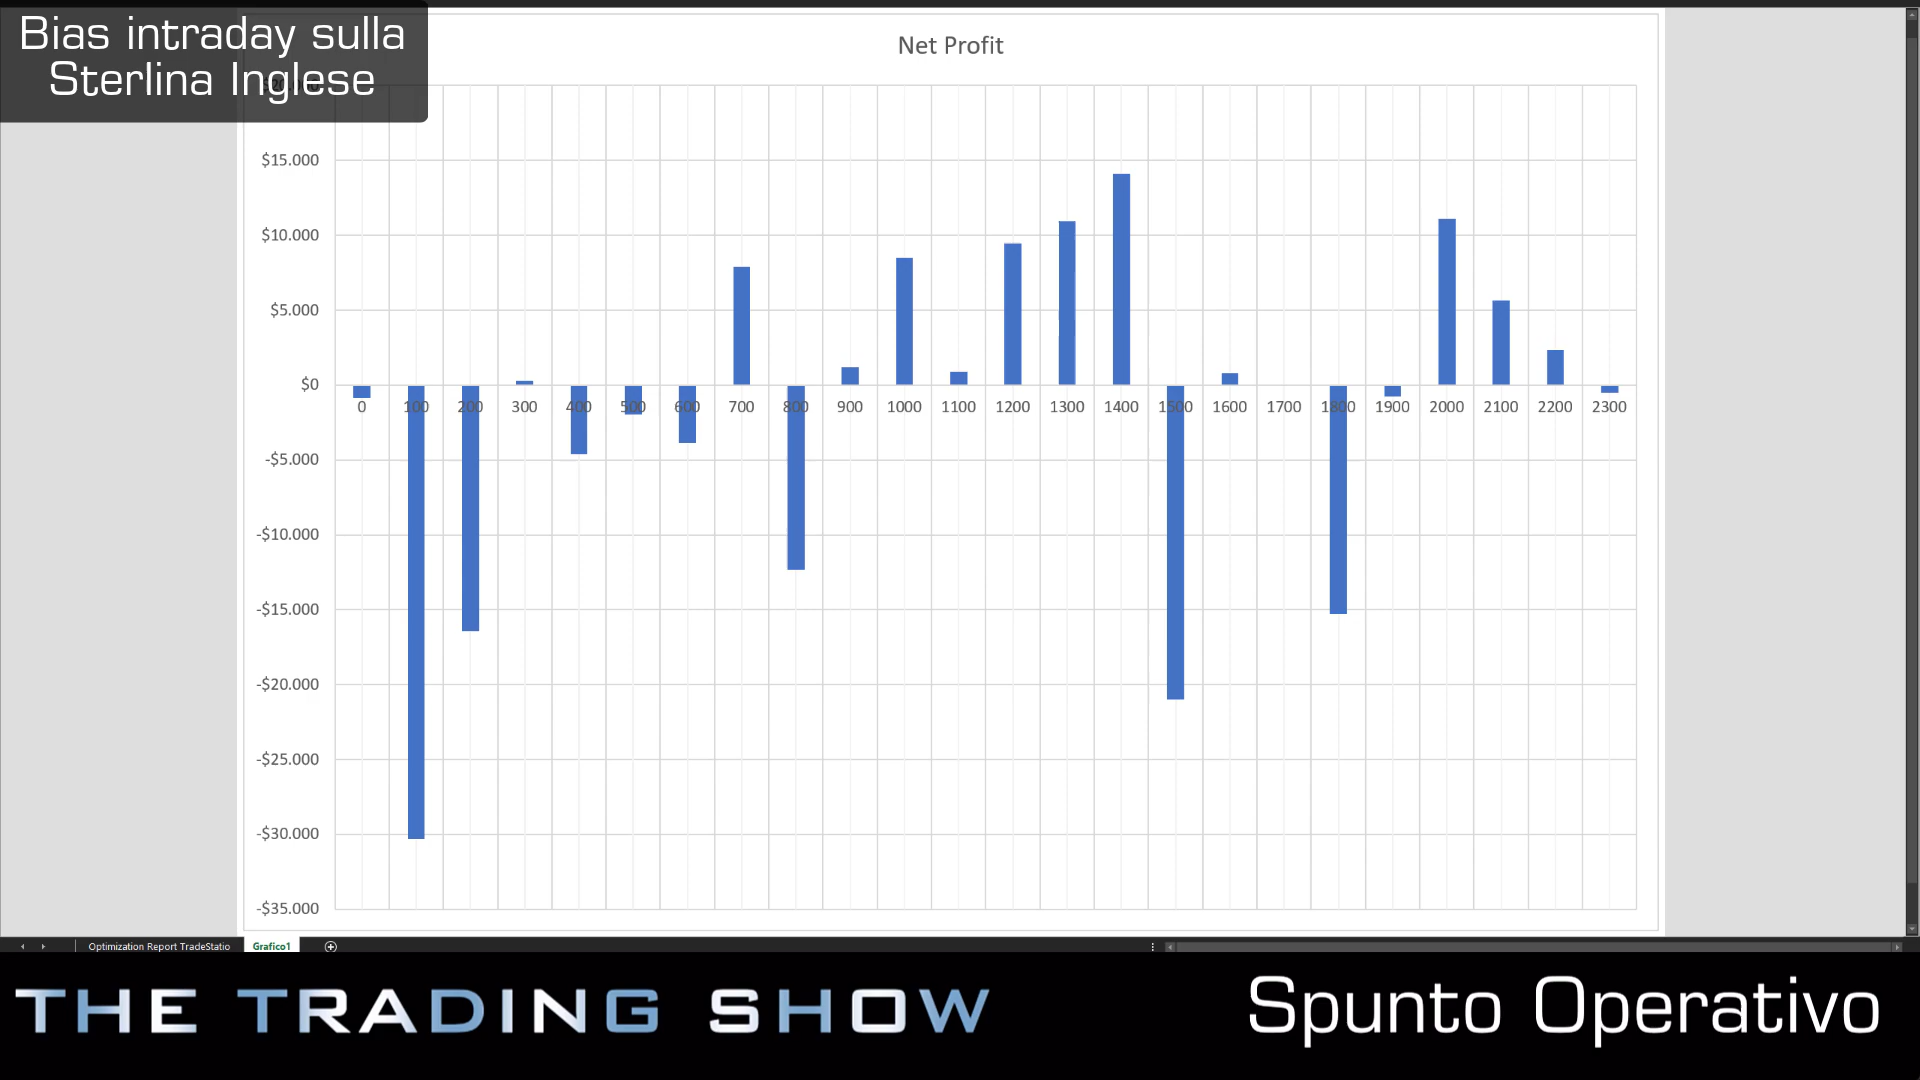 Bias intraday sulla
Sterlina Inglese
Net Profit
$15.000
$10.000
$5.000
$0
0 100 200 300 400 500 600 700 800 900 1000 1100 1200 1300 1400 1500 1600 1700 1800 1900 2000 2100 2200 2300
-$5.000
-$10.000
-$15.000
-$20.000
-$25.000
-$30.000
-$35.000
Optimization Report TradeStatio Grafico1
THE TRADING SHOW
Spunto Operativo